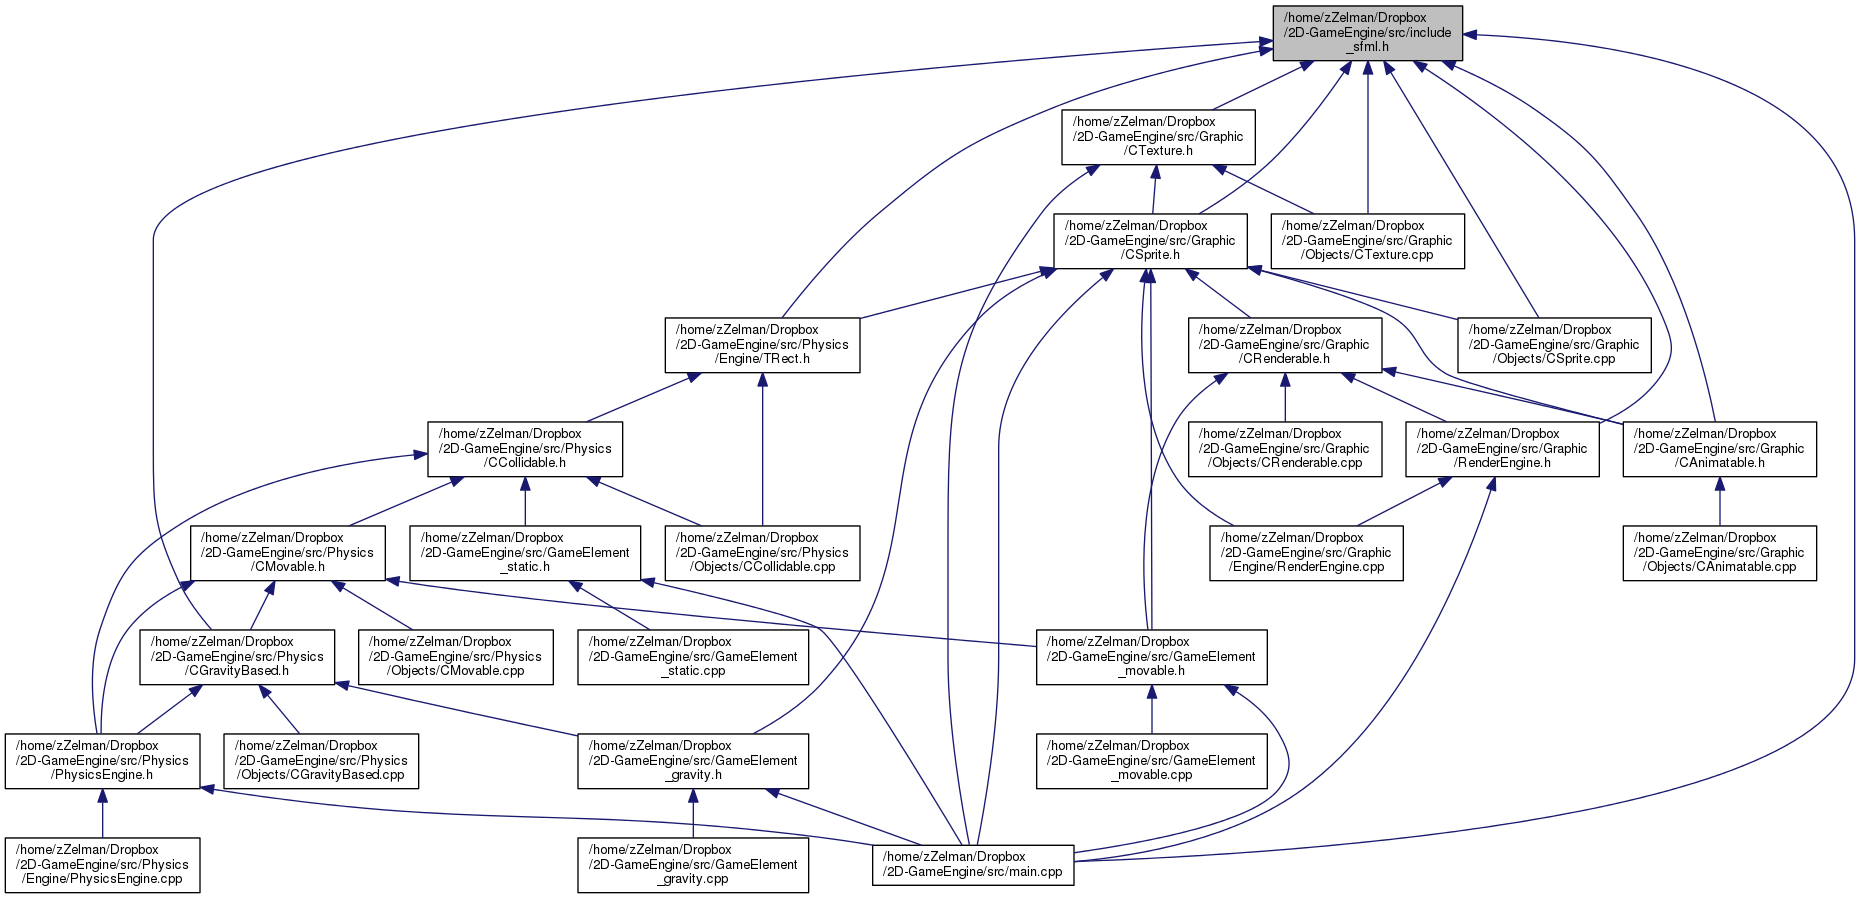 /home/zZelman/Dropbox
/2D-GameEngine/src/include
_sfml.h
/home/zZelman/Dropbox
/2D-GameEngine/src/Graphic
/CTexture.h
/home/zZelman/Dropbox
/2D-GameEngine/src/Graphic
/CSprite.h
/home/zZelman/Dropbox
/2D-GameEngine/src/Graphic
/Objects/CTexture.cpp
/home/zZelman/Dropbox
/2D-GameEngine/src/Physics
/Engine/TRect.h
/home/zZelman/Dropbox
/2D-GameEngine/src/Graphic
/CRenderable.h
/home/zZelman/Dropbox
/2D-GameEngine/src/Graphic
/Objects/CSprite.cpp
/home/zZelman/Dropbox
/2D-GameEngine/src/Physics
/CCollidable.h
/home/zZelman/Dropbox
/2D-GameEngine/src/Graphic
/Objects/CRenderable.cpp
/home/zZelman/Dropbox
/2D-GameEngine/src/Graphic
/RenderEngine.h
/home/zZelman/Dropbox
/2D-GameEngine/src/Graphic
/CAnimatable.h
/home/zZelman/Dropbox
/2D-GameEngine/src/Physics
/CMovable.h
/home/zZelman/Dropbox
/2D-GameEngine/src/GameElement
_static.h
/home/zZelman/Dropbox
/2D-GameEngine/src/Physics
/Objects/CCollidable.cpp
/home/zZelman/Dropbox
/2D-GameEngine/src/Graphic
/Engine/RenderEngine.cpp
/home/zZelman/Dropbox
/2D-GameEngine/src/Graphic
/Objects/CAnimatable.cpp
/home/zZelman/Dropbox
/2D-GameEngine/src/Physics
/CGravityBased.h
/home/zZelman/Dropbox
/2D-GameEngine/src/Physics
/Objects/CMovable.cpp
/home/zZelman/Dropbox
/2D-GameEngine/src/GameElement
_static.cpp
/home/zZelman/Dropbox
/2D-GameEngine/src/GameElement
_movable.h
/home/zZelman/Dropbox
/2D-GameEngine/src/Physics
/PhysicsEngine.h
/home/zZelman/Dropbox
/2D-GameEngine/src/Physics
/Objects/CGravityBased.cpp
/home/zZelman/Dropbox
/2D-GameEngine/src/GameElement
_gravity.h
/home/zZelman/Dropbox
/2D-GameEngine/src/GameElement
_movable.cpp
/home/zZelman/Dropbox
/2D-GameEngine/src/Physics
/Engine/PhysicsEngine.cpp
/home/zZelman/Dropbox
/2D-GameEngine/src/GameElement
_gravity.cpp
/home/zZelman/Dropbox
/2D-GameEngine/src/main.cpp